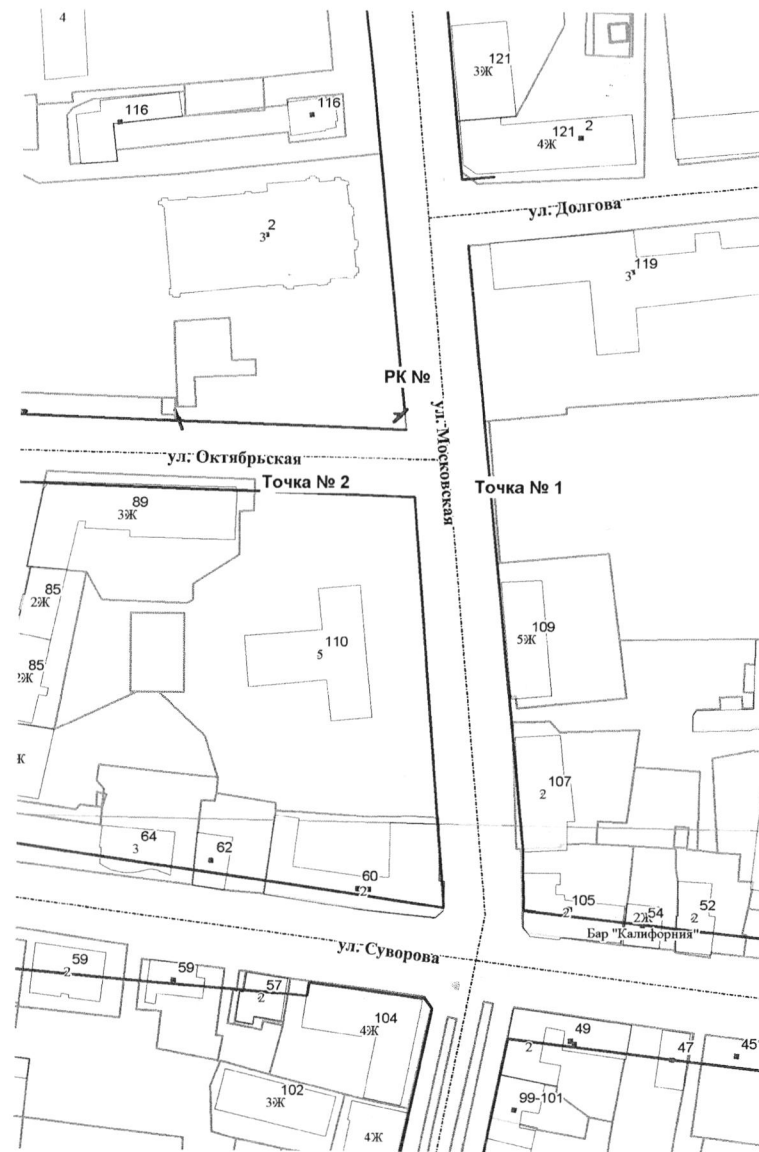 4
121
3Ж
116
116
121 2
4Ж
ул. Долгова
2
3
119
3
РК №
ул. Московская
ул. Октябрьская
Точка № 2
Точка № 1
89
3Ж
85
2Ж
109
5Ж
110
5
85
2Ж
Ж
107
2
64
3
62
60
2
105
2
54
2Ж
52
2
Бар "Калифорния"
ул. Суворова
59
2
59
57
2
104
4Ж
49
2
47
45
102
3Ж
99-101
4Ж